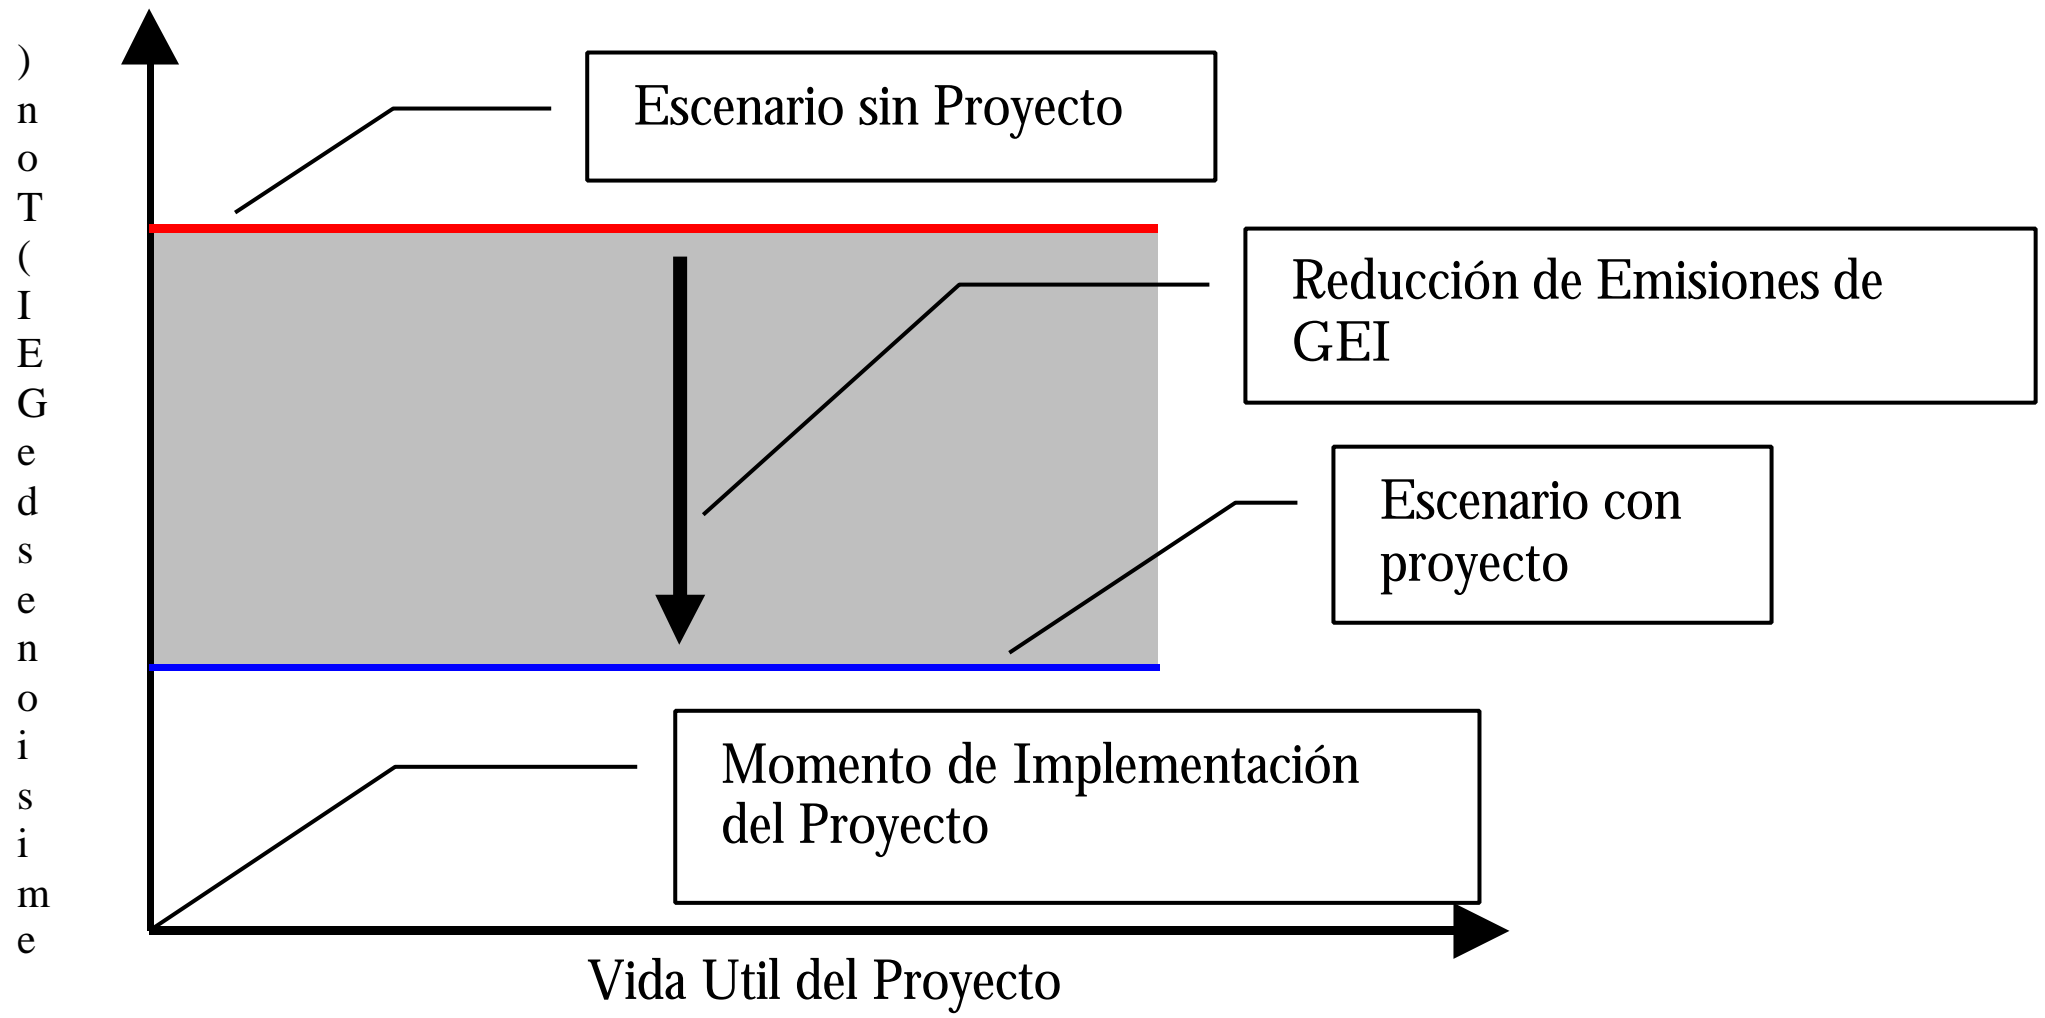 Escenario sin Proyecto
Reducción de Emisiones de
GEI
Escenario con
proyecto
Momento de Implementación
del Proyecto
Vida Util del Proyecto
)
n
o
T
(
I
E
G
e
d
s
e
n
o
i
s
i
m
e